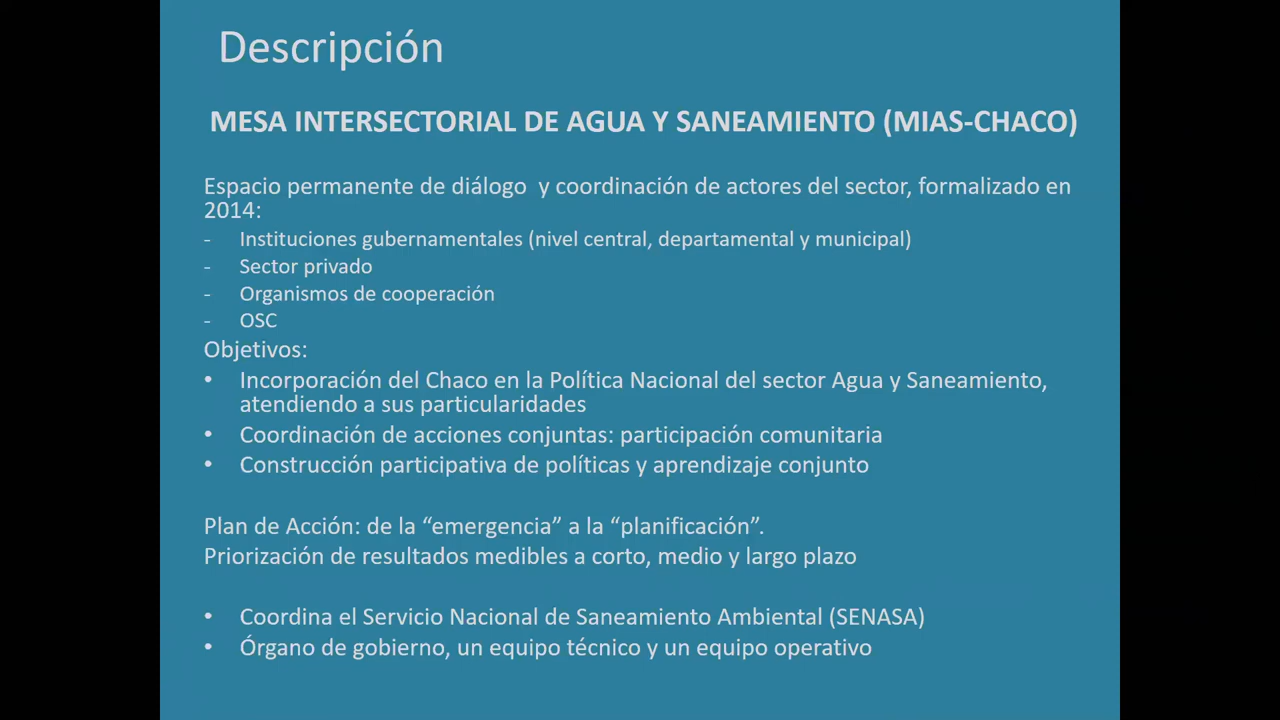 Descripción
MESA INTERSECTORIAL DE AGUA Y SANEAMIENTO (MIAS-CHACO)
Espacio permanente de diálogo  y coordinación de actores del sector, formalizado en
2014:
- Instituciones gubernamentales (nivel central, departamental y municipal)
- Sector privado
- Organismos de cooperación
- OSC
Objetivos:
• Incorporación del Chaco en la Política Nacional del sector Agua y Saneamiento,
atendiendo a sus particularidades
• Coordinación de acciones conjuntas: participación comunitaria
• Construcción participativa de políticas y aprendizaje conjunto
Plan de Acción: de la “emergencia” a la “planificación”.
Priorización de resultados medibles a corto, medio y largo plazo
• Coordina el Servicio Nacional de Saneamiento Ambiental (SENASA)
• Órgano de gobierno, un equipo técnico y un equipo operativo